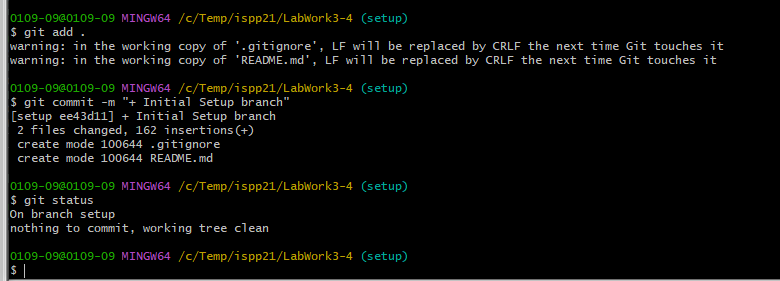 0109-09@0109-09 MINGW64 /c/Temp/ispp21/LabWork3-4 (setup)
$ git add .
warning: in the working copy of '.gitignore', LF will be replaced by CRLF the next time Git touches it
warning: in the working copy of 'README.md', LF will be replaced by CRLF the next time Git touches it
0109-09@0109-09 MINGW64 /c/Temp/ispp21/LabWork3-4 (setup)
$ git commit -m "+ Initial Setup branch"
[setup ee43d11] + Initial Setup branch
 2 files changed, 162 insertions(+)
 create mode 100644 .gitignore
 create mode 100644 README.md
0109-09@0109-09 MINGW64 /c/Temp/ispp21/LabWork3-4 (setup)
$ git status
On branch setup
nothing to commit, working tree clean
0109-09@0109-09 MINGW64 /c/Temp/ispp21/LabWork3-4 (setup)
$